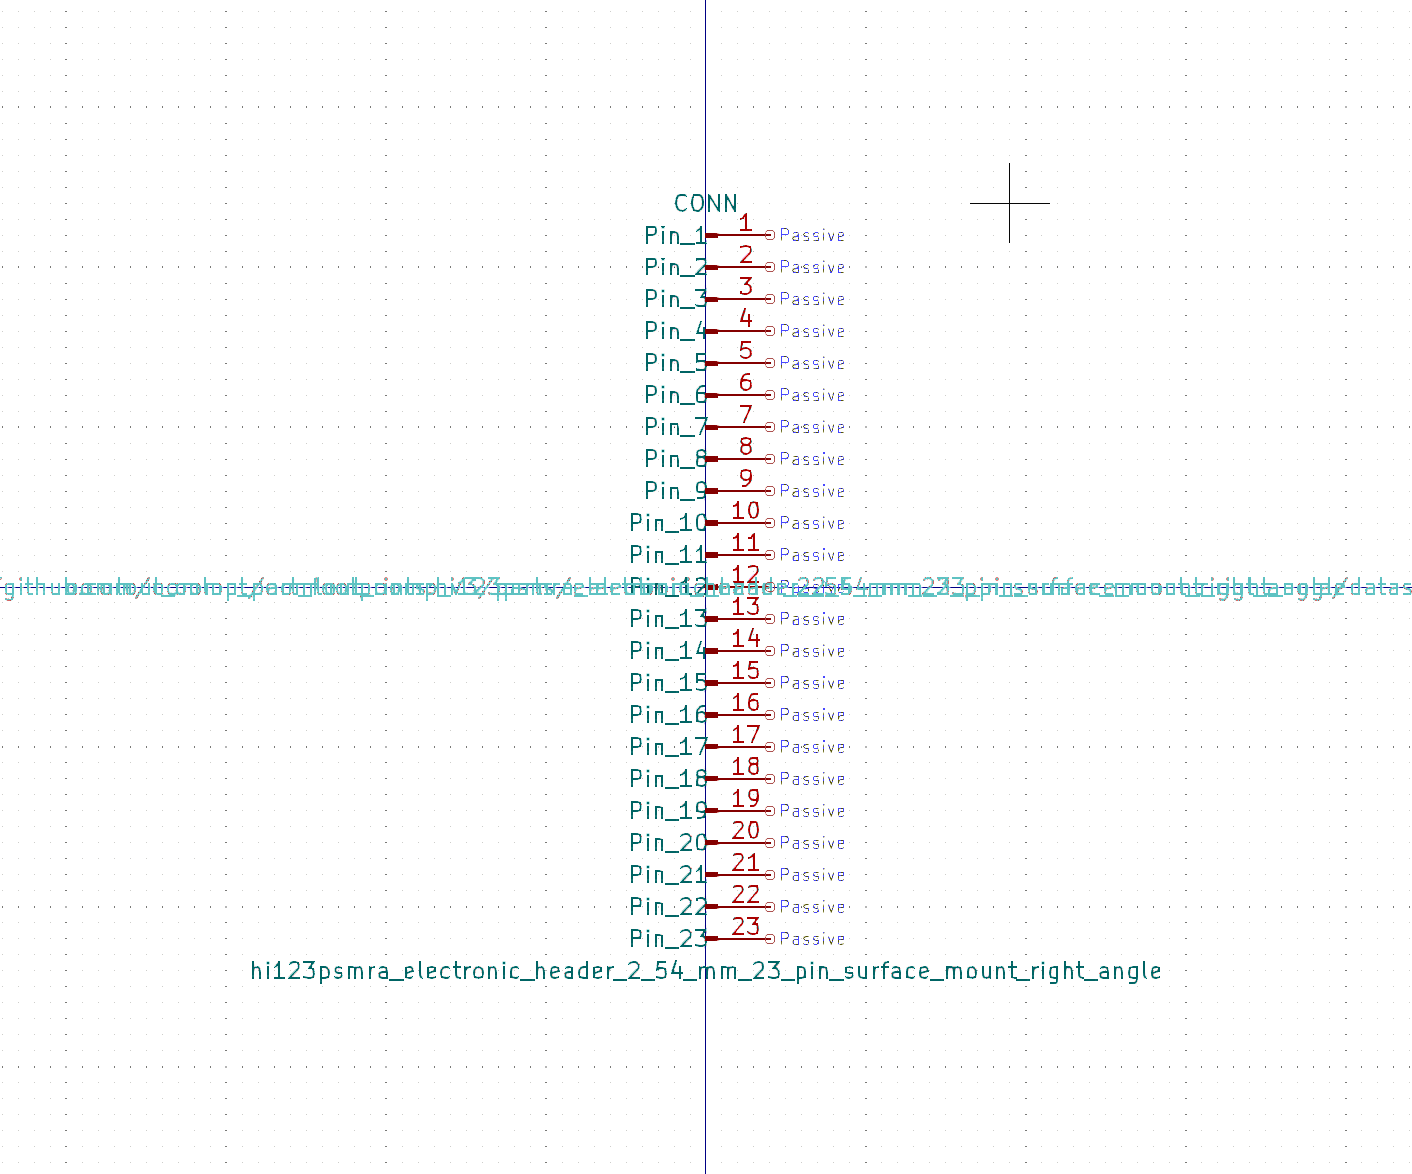 CONN
Pin_1 1 Passive
Pin_2 2 Passive
Pin_3 3 Passive
Pin_4 4 Passive
Pin_5 5 Passive
Pin_6 6 Passive
Pin_7 7 Passive
Pin_8 8 Passive
Pin_9 9 Passive
Pin_10 10 Passive
Pin_11 11 Passive
Pin_12 12 Passive
Pin_13 13 Passive
Pin_14 14 Passive
Pin_15 15 Passive
Pin_16 16 Passive
Pin_17 17 Passive
Pin_18 18 Passive
Pin_19 19 Passive
Pin_20 20 Passive
Pin_21 21 Passive
Pin_22 22 Passive
Pin_23 23 Passive
hi123psmra_electronic_header_2_54_mm_23_pin_surface_mount_right_angle